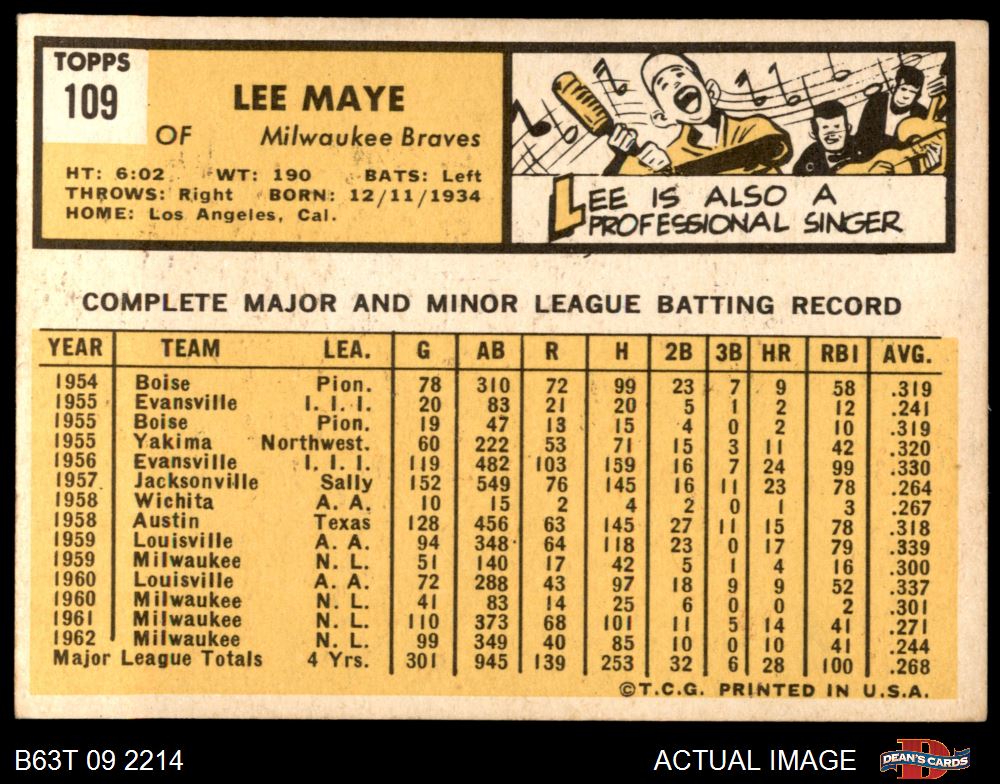 TOPPS
109
LEE MAYE
OF Milwaukee Braves
HT: 6:02 WT: 190 BATS: Left
THROWS: Right BORN: 12/11/1934
HOME: Los Angeles, Cal.
LEE IS ALSO A
PROFESSIONAL SINGER
COMPLETE MAJOR AND MINOR LEAGUE BATTING RECORD
YEAR TEAM LEA. G AB R H 2B 3B HR RBI AVG.
1954 Boise Pion. 78 310 72 99 23 7 9 58 .319
1955 Evansville I. I. I. 20 83 21 20 5 1 2 12 .241
1955 Boise Pion. 19 47 13 15 4 0 2 10 .319
1955 Yakima Northwest. 60 222 53 71 15 3 11 42 .320
1956 Evansville I. I. I. 119 482 103 159 16 7 24 99 .330
1957 Jacksonville Sally 152 549 76 145 16 11 23 78 .264
1958 Wichita A. A. 10 15 2 4 2 0 1 3 .267
1958 Austin Texas 128 456 63 145 27 11 15 78 .318
1959 Louisville A. A. 94 348 64 118 23 0 17 79 .339
1959 Milwaukee N. L. 51 140 17 42 5 1 4 16 .300
1960 Louisville A. A. 72 288 43 97 18 9 9 52 .337
1960 Milwaukee N. L. 41 83 14 25 6 0 0 2 .301
1961 Milwaukee N. L. 110 373 68 101 11 5 14 41 .271
1962 Milwaukee N. L. 99 349 40 85 10 0 10 41 .244
Major League Totals 4 Yrs. 301 945 139 253 32 6 28 100 .268
©T.C.G. PRINTED IN U.S.A.
B63T 09 2214 ACTUAL IMAGE DEAN'S CARDS